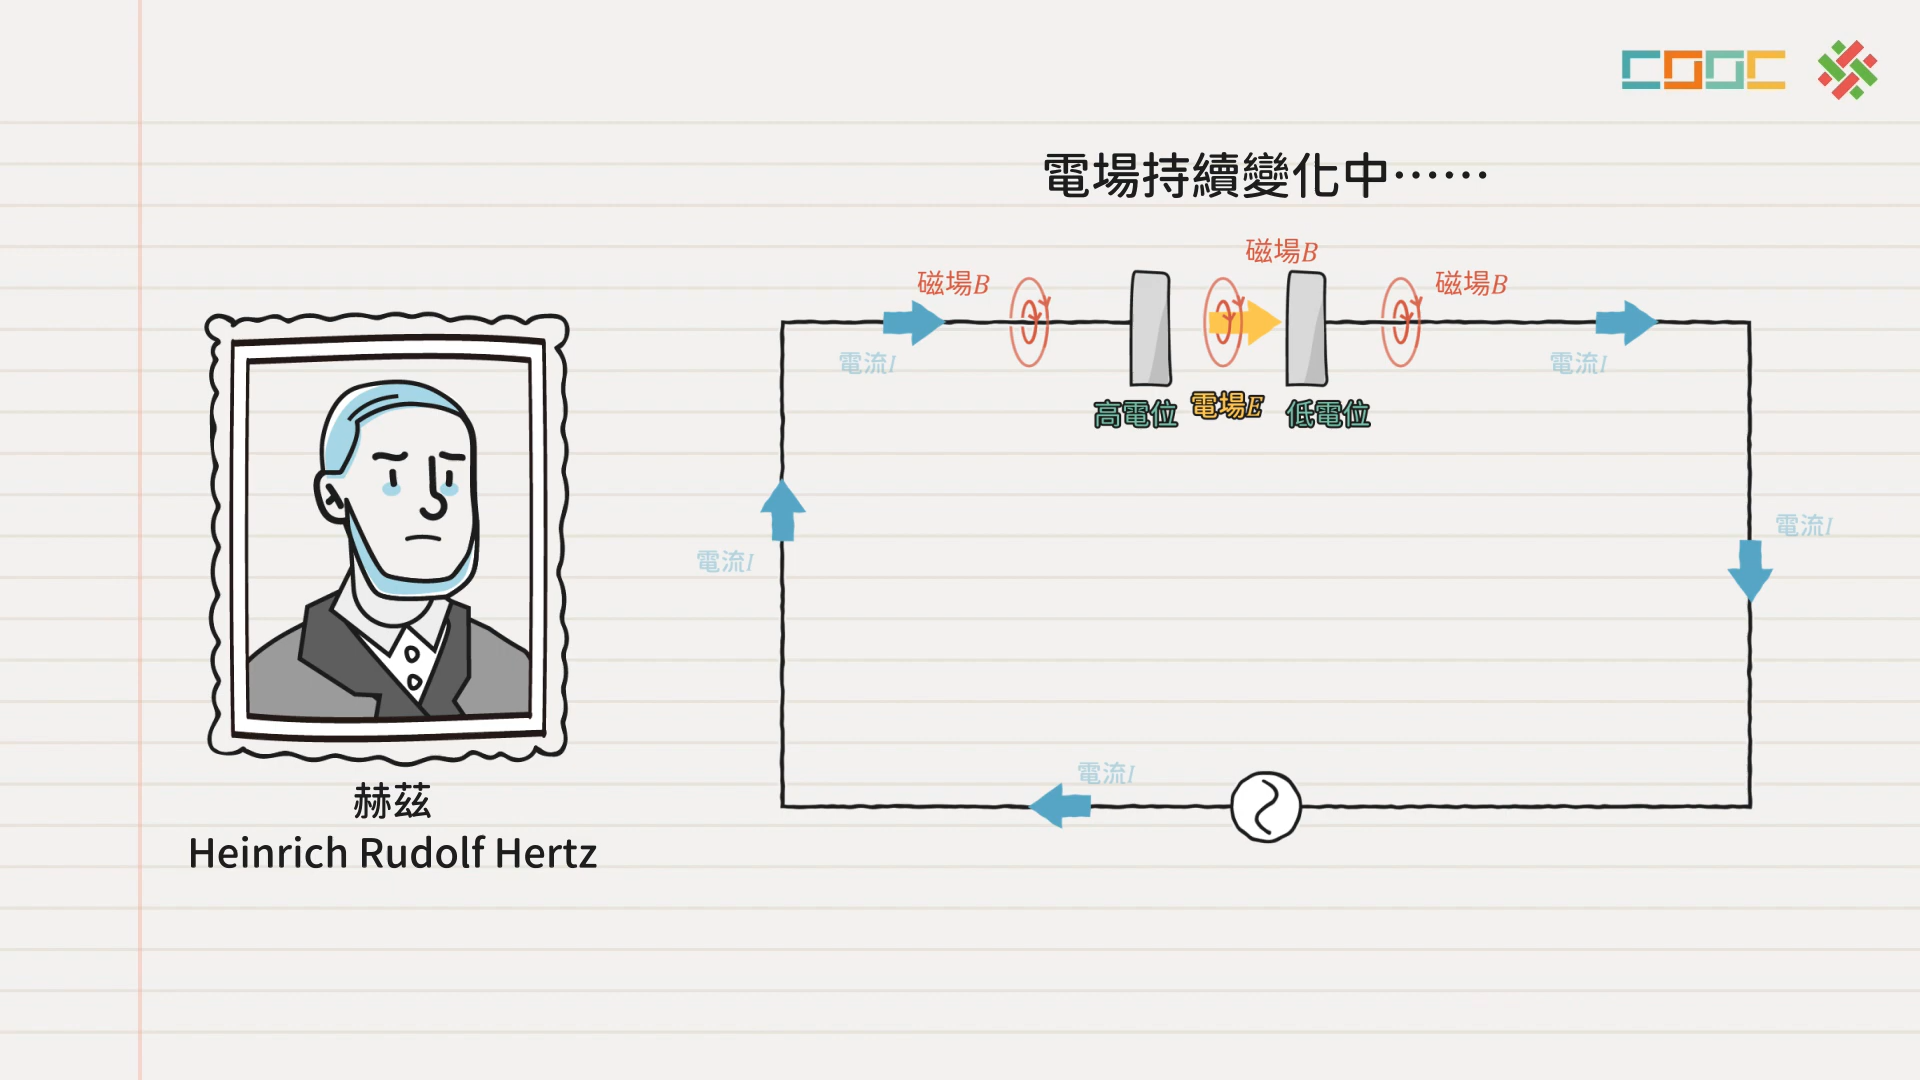 COOC
電場持續變化中⋯⋯
磁場B
磁場B
磁場B
電流I
電流I
高電位
電場E
低電位
電流I
電流I
電流I
赫茲
Heinrich Rudolf Hertz